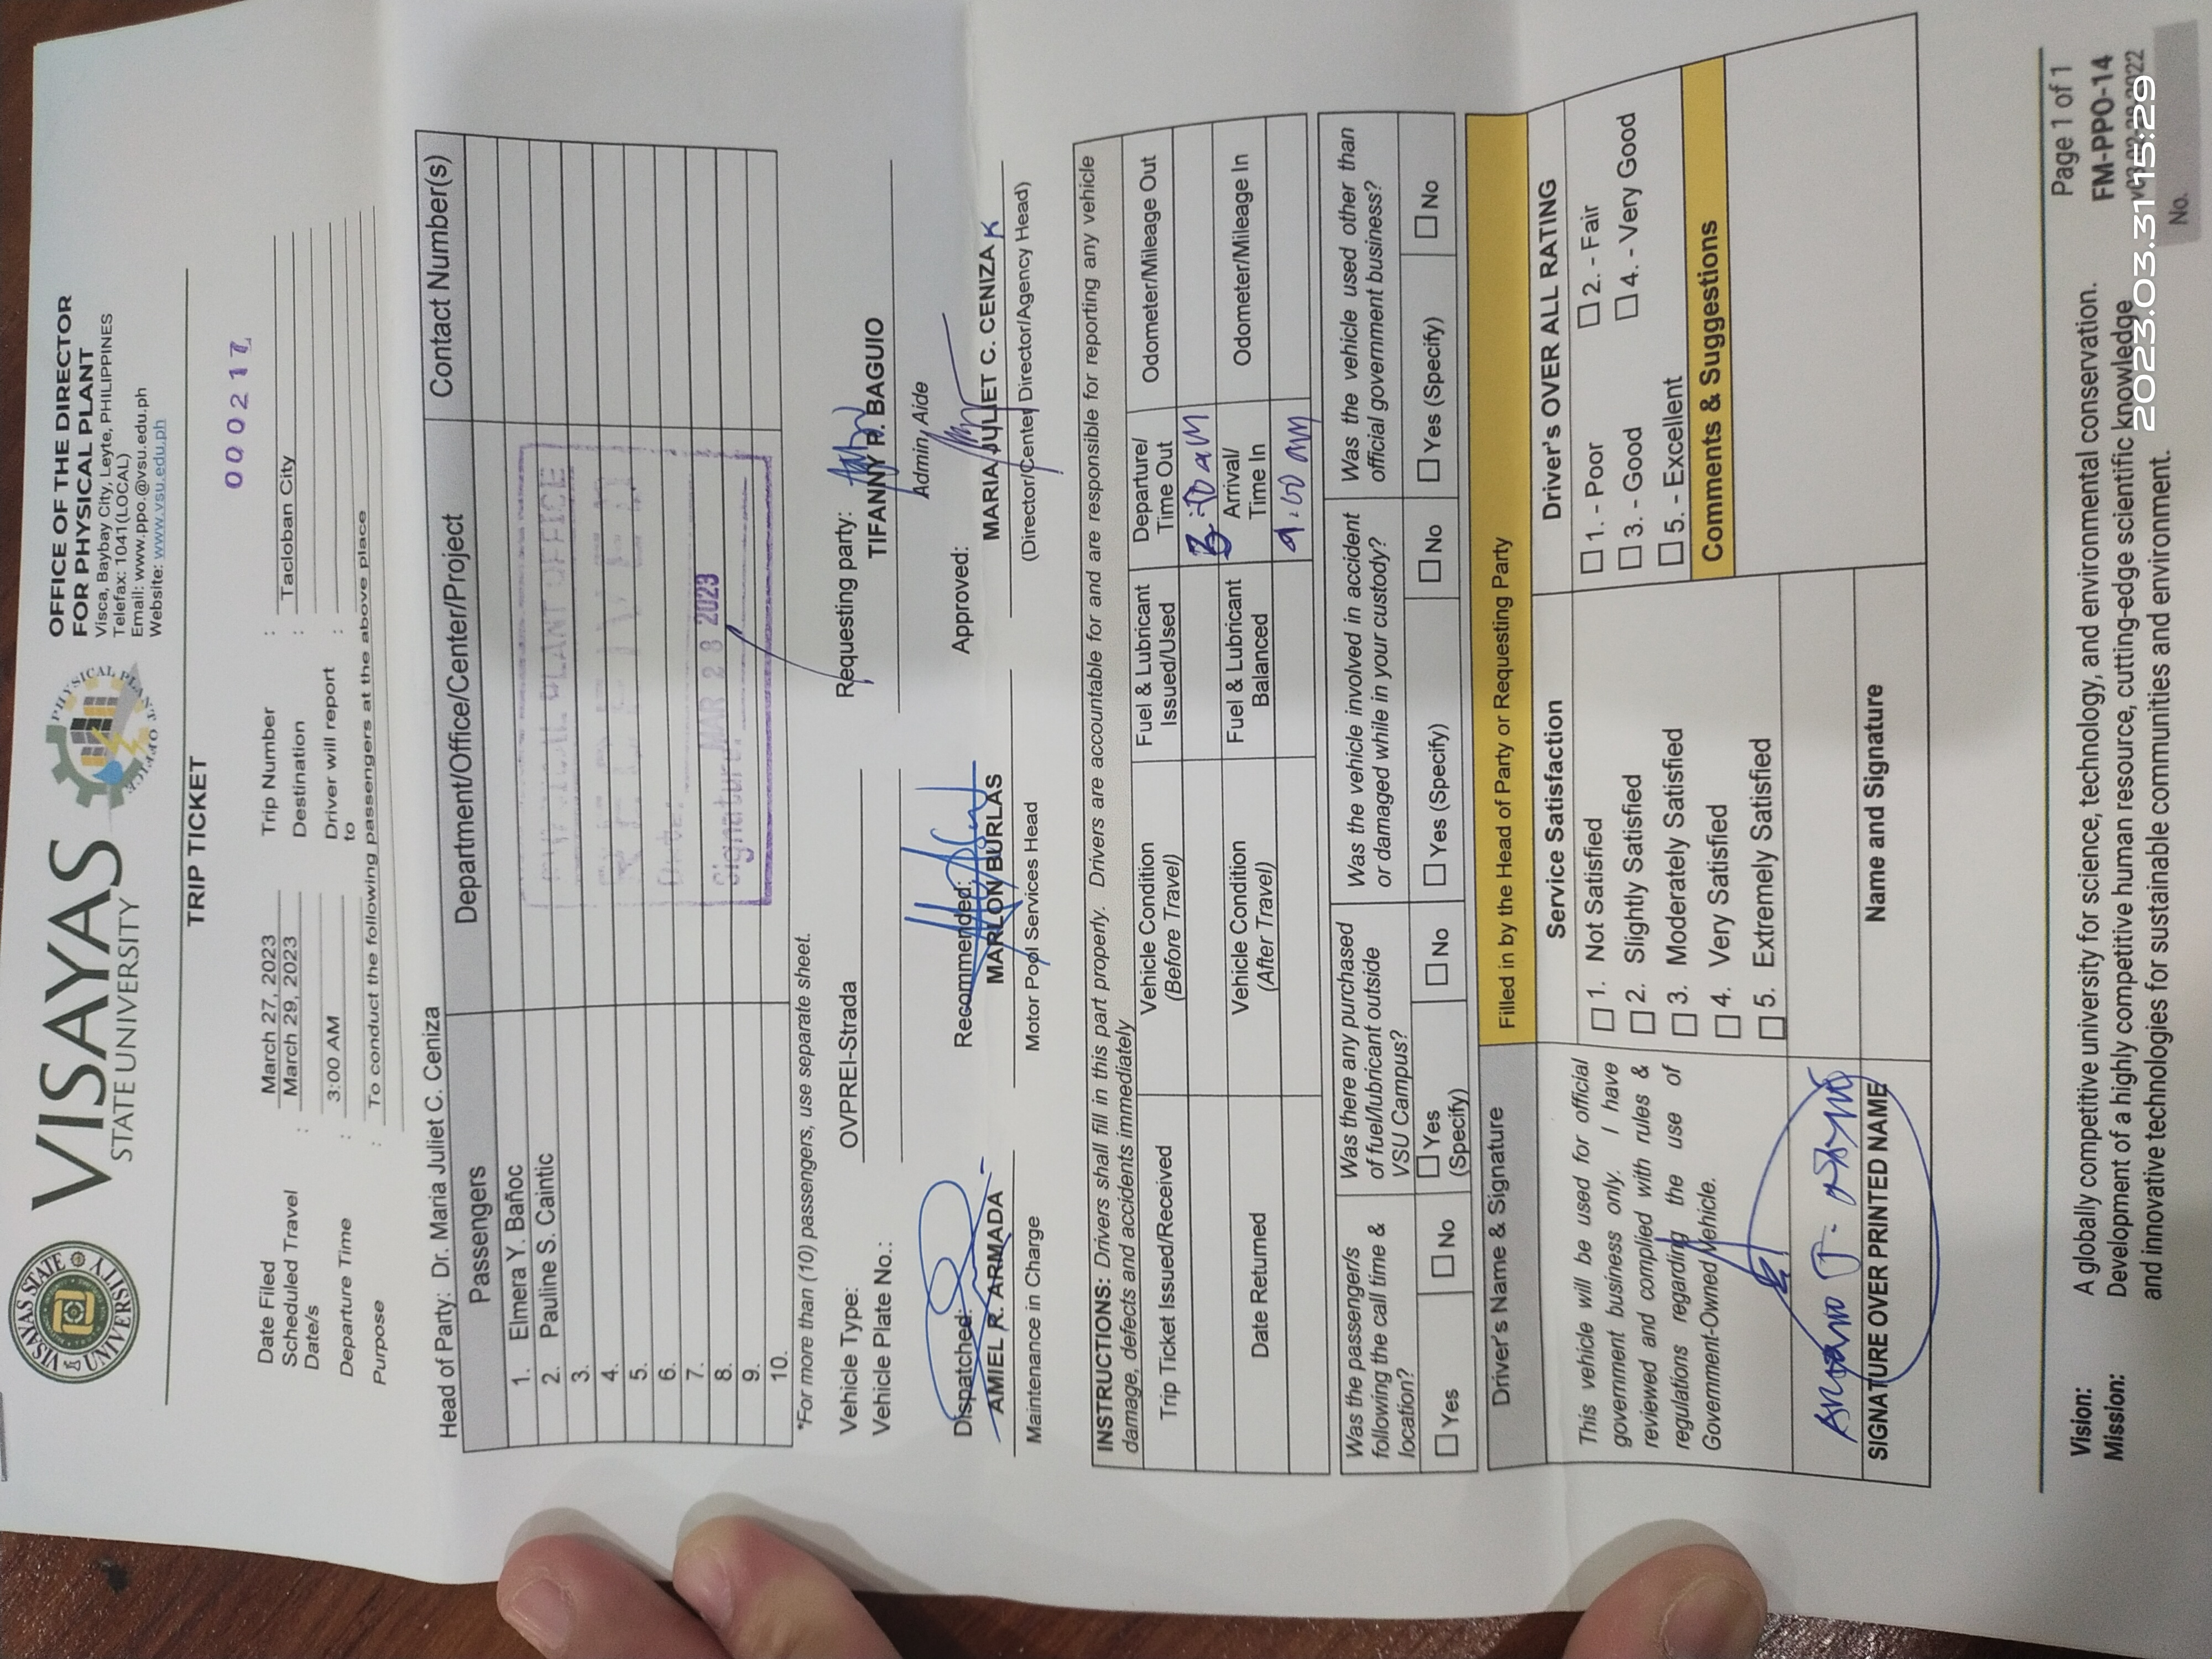 VISAYAS STATE UNIVERSITY
VISAYAS
STATE UNIVERSITY
PHYSICAL PLANT OFFICE
OFFICE OF THE DIRECTOR
FOR PHYSICAL PLANT
Visca, Baybay City, Leyte, PHILIPPINES
Telefax: 1041(LOCAL)
Email: www.ppo.@vsu.edu.ph
Website: www.vsu.edu.ph
TRIP TICKET
000217
Date Filed March 27, 2023 Trip Number :
Scheduled Travel Date/s : March 29, 2023 Destination : Tacloban City
Departure Time : 3:00 AM Driver will report to :
Purpose : To conduct the following passengers at the above place
Head of Party: Dr. Maria Juliet C. Ceniza
Passengers Department/Office/Center/Project Contact Number(s)
1. Elmera Y. Bañoc
2. Pauline S. Caintic
3.
4.
5.
6.
7.
8.
9.
10.
PHYSICAL PLANT OFFICE
RECEIVED
Date: MAR 28 2023
Signature:
*For more than (10) passengers, use separate sheet.
Vehicle Type: OVPREI-Strada
Vehicle Plate No.:
Requesting party:
TIFANNY R. BAGUIO
Admin Aide
Dispatched: Recommended: Approved:
AMIEL R. ARMADA MARLON BURLAS MARIA JULIET C. CENIZA
Maintenance in Charge Motor Pool Services Head (Director/Center Director/Agency Head)
INSTRUCTIONS: Drivers shall fill in this part properly. Drivers are accountable for and are responsible for reporting any vehicle
damage, defects and accidents immediately
Trip Ticket Issued/Received Vehicle Condition (Before Travel) Fuel & Lubricant Issued/Used Departure/ Time Out Odometer/Mileage Out
Date Returned Vehicle Condition (After Travel) Fuel & Lubricant Balanced Arrival/ Time In Odometer/Mileage In
Was the passenger/s following the call time & location?
Yes No
Was there any purchased of fuel/lubricant outside VSU Campus?
Yes (Specify) No
Was the vehicle involved in accident or damaged while in your custody?
Yes (Specify) No
Was the vehicle used other than official government business?
Yes (Specify) No
Driver's Name & Signature Filled in by the Head of Party or Requesting Party
This vehicle will be used for official
government business only. I have
reviewed and complied with rules &
regulations regarding the use of
Government-Owned Vehicle.
SIGNATURE OVER PRINTED NAME
Service Satisfaction
1. Not Satisfied
2. Slightly Satisfied
3. Moderately Satisfied
4. Very Satisfied
5. Extremely Satisfied
Name and Signature
Driver's OVER ALL RATING
1. - Poor 2. - Fair
3. - Good 4. - Very Good
5. - Excellent
Comments & Suggestions
Vision: A globally competitive university for science, technology, and environmental conservation.
Mission: Development of a highly competitive human resource, cutting-edge scientific knowledge
and innovative technologies for sustainable communities and environment.
Page 1 of 1
FM-PPO-14
No.
2023.03.31 15:29